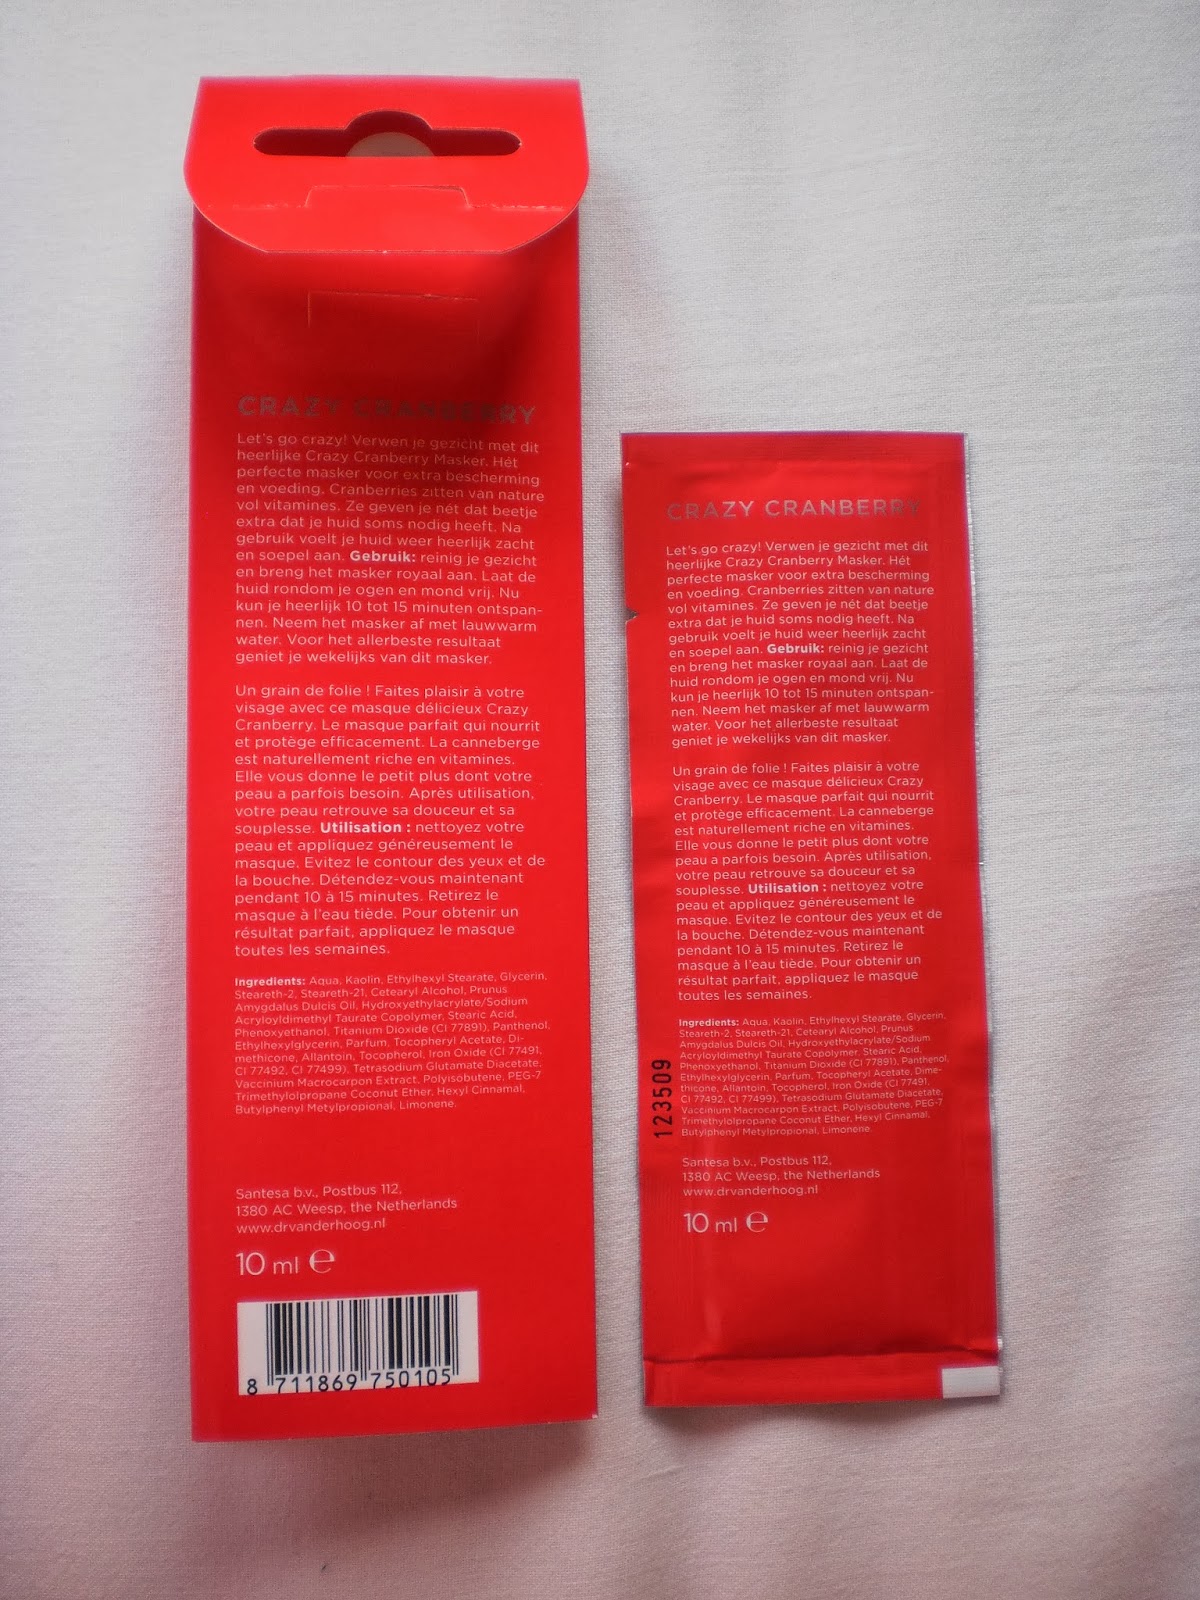 CRAZY CRANBERRY
Let's go crazy! Verwen je gezicht met dit
heerlijke Crazy Cranberry Masker. Hét
perfecte masker voor extra bescherming
en voeding. Cranberries zitten van nature
vol vitamines. Ze geven je nét dat beetje
extra dat je huid soms nodig heeft. Na
gebruik voelt je huid weer heerlijk zacht
en soepel aan. Gebruik: reinig je gezicht
en breng het masker royaal aan. Laat de
huid rondom je ogen en mond vrij. Nu
kun je heerlijk 10 tot 15 minuten ontspan-
nen. Neem het masker af met lauwwarm
water. Voor het allerbeste resultaat
geniet je wekelijks van dit masker.
Un grain de folie ! Faites plaisir à votre
visage avec ce masque délicieux Crazy
Cranberry. Le masque parfait qui nourrit
et protège efficacement. La canneberge
est naturellement riche en vitamines.
Elle vous donne le petit plus dont votre
peau a parfois besoin. Après utilisation,
votre peau retrouve sa douceur et sa
souplesse. Utilisation : nettoyez votre
peau et appliquez généreusement le
masque. Evitez le contour des yeux et de
la bouche. Détendez-vous maintenant
pendant 10 à 15 minutes. Retirez le
masque à l'eau tiède. Pour obtenir un
résultat parfait, appliquez le masque
toutes les semaines.
Ingredients: Aqua, Kaolin, Ethylhexyl Stearate, Glycerin,
Steareth-2, Steareth-21, Cetearyl Alcohol, Prunus
Amygdalus Dulcis Oil, Hydroxyethylacrylate/Sodium
Acryloyldimethyl Taurate Copolymer, Stearic Acid,
Phenoxyethanol, Titanium Dioxide (CI 77891), Panthenol,
Ethylhexylglycerin, Parfum, Tocopheryl Acetate, Di-
methicone, Allantoin, Tocopherol, Iron Oxide (CI 77491,
CI 77492, CI 77499), Tetrasodium Glutamate Diacetate,
Vaccinium Macrocarpon Extract, Polyisobutene, PEG-7
Trimethylolpropane Coconut Ether, Hexyl Cinnamal,
Butylphenyl Metylpropional, Limonene.
Santesa b.v., Postbus 112,
1380 AC Weesp, the Netherlands
www.drvanderhoog.nl
10 ml ℮
8 711869 750105
CRAZY CRANBERRY
Let's go crazy! Verwen je gezicht met dit
heerlijke Crazy Cranberry Masker. Hét
perfecte masker voor extra bescherming
en voeding. Cranberries zitten van nature
vol vitamines. Ze geven je nét dat beetje
extra dat je huid soms nodig heeft. Na
gebruik voelt je huid weer heerlijk zacht
en soepel aan. Gebruik: reinig je gezicht
en breng het masker royaal aan. Laat de
huid rondom je ogen en mond vrij. Nu
kun je heerlijk 10 tot 15 minuten ontspan-
nen. Neem het masker af met lauwwarm
water. Voor het allerbeste resultaat
geniet je wekelijks van dit masker.
Un grain de folie ! Faites plaisir à votre
visage avec ce masque délicieux Crazy
Cranberry. Le masque parfait qui nourrit
et protège efficacement. La canneberge
est naturellement riche en vitamines.
Elle vous donne le petit plus dont votre
peau a parfois besoin. Après utilisation,
votre peau retrouve sa douceur et sa
souplesse. Utilisation : nettoyez votre
peau et appliquez généreusement le
masque. Evitez le contour des yeux et de
la bouche. Détendez-vous maintenant
pendant 10 à 15 minutes. Retirez le
masque à l'eau tiède. Pour obtenir un
résultat parfait, appliquez le masque
toutes les semaines.
Ingredients: Aqua, Kaolin, Ethylhexyl Stearate, Glycerin,
Steareth-2, Steareth-21, Cetearyl Alcohol, Prunus
Amygdalus Dulcis Oil, Hydroxyethylacrylate/Sodium
Acryloyldimethyl Taurate Copolymer, Stearic Acid,
Phenoxyethanol, Titanium Dioxide (CI 77891), Panthenol,
Ethylhexylglycerin, Parfum, Tocopheryl Acetate, Dime-
thicone, Allantoin, Tocopherol, Iron Oxide (CI 77491,
CI 77492, CI 77499), Tetrasodium Glutamate Diacetate,
Vaccinium Macrocarpon Extract, Polyisobutene, PEG-7
Trimethylolpropane Coconut Ether, Hexyl Cinnamal,
Butylphenyl Metylpropional, Limonene.
123509
Santesa b.v., Postbus 112,
1380 AC Weesp, the Netherlands
www.drvanderhoog.nl
10 ml ℮